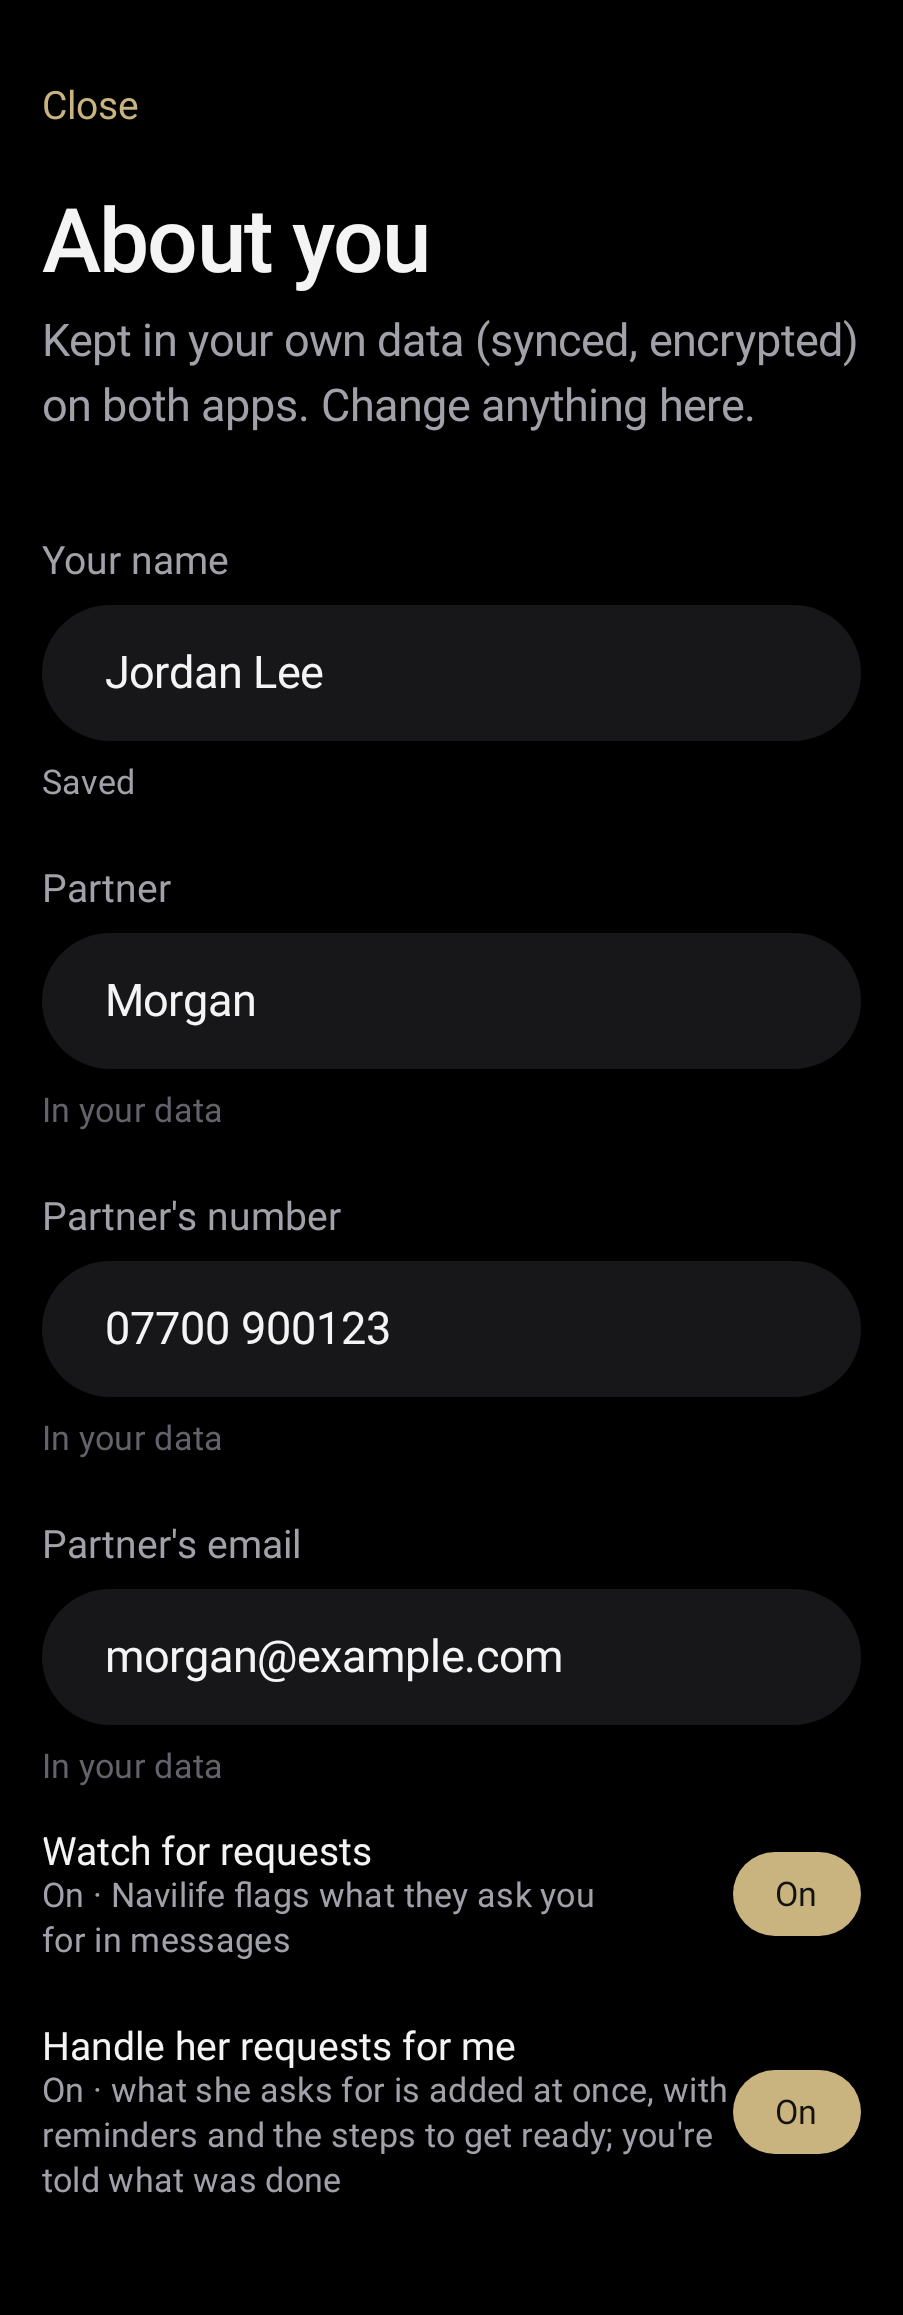 Close
About you
Kept in your own data (synced, encrypted)
on both apps. Change anything here.
Your name
Jordan Lee
Saved
Partner
Morgan
In your data
Partner's number
07700 900123
In your data
Partner's email
morgan@example.com
In your data
Watch for requests
On · Navilife flags what they ask you
for in messages
On
Handle her requests for me
On · what she asks for is added at once, with
reminders and the steps to get ready; you're
told what was done
On